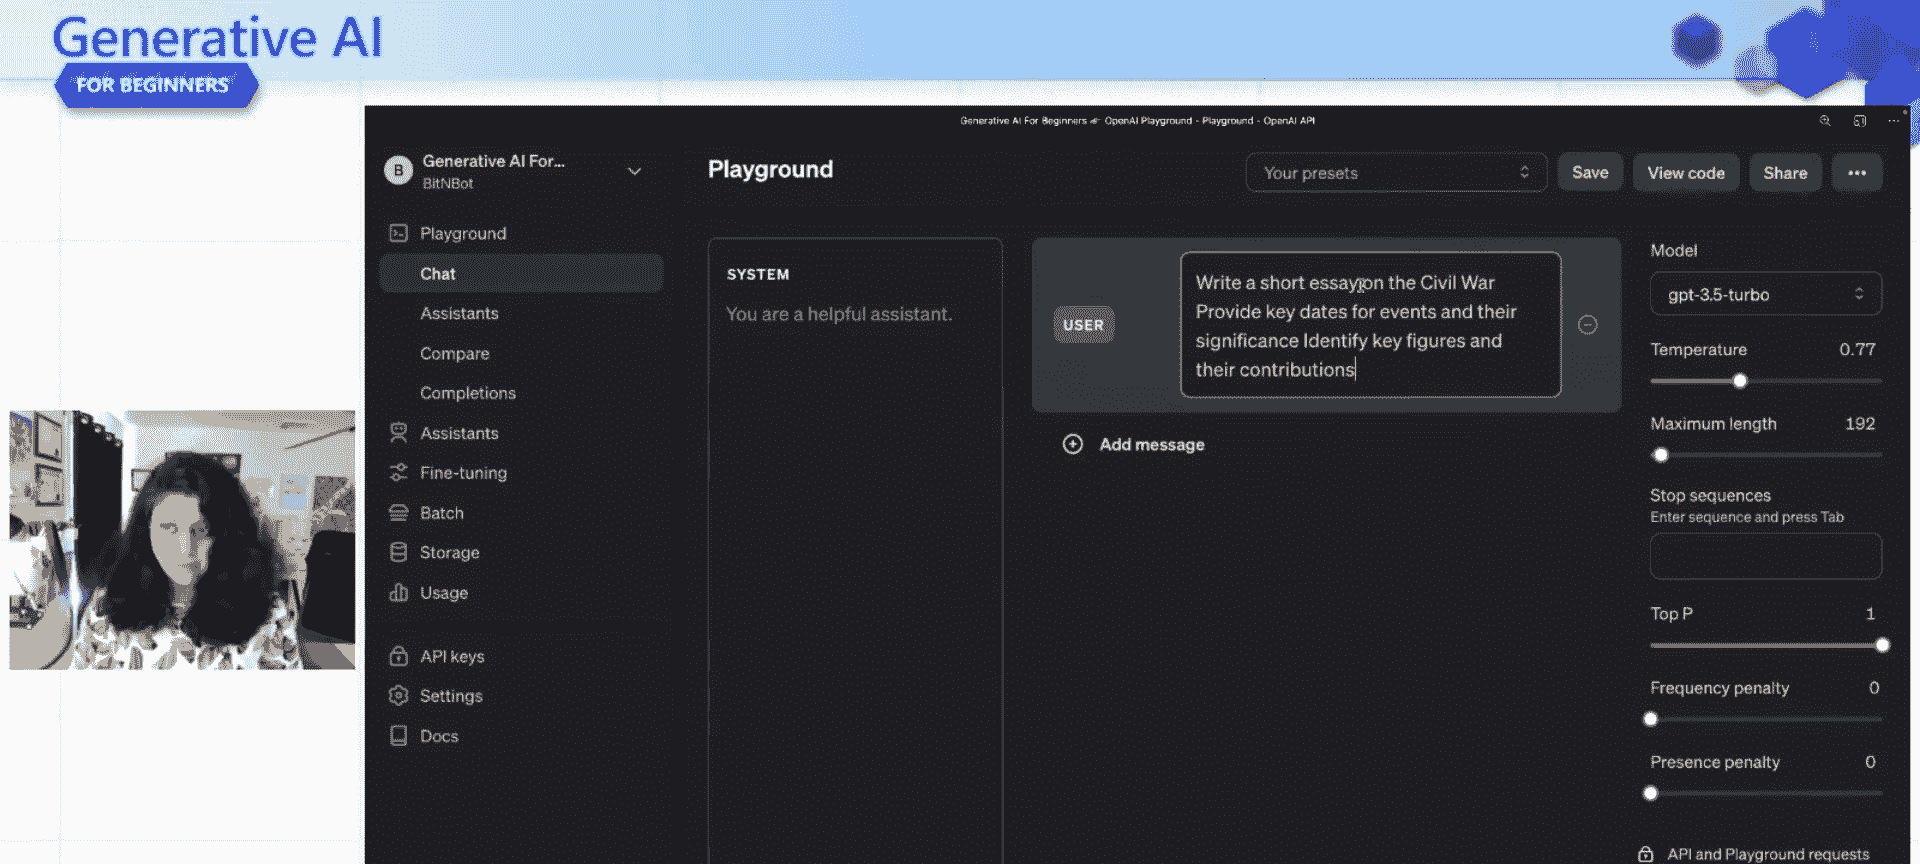 Generative AI
FOR BEGINNERS
Generative AI For Beginners OpenAI Playground - Playground - OpenAI API
B
Generative AI For...
BitNBot
Playground
Your presets
Save
View code
Share
Playground
Chat
Assistants
Compare
Completions
Assistants
Fine-tuning
Batch
Storage
Usage
API keys
Settings
Docs
SYSTEM
You are a helpful assistant.
USER
Write a short essay on the Civil War
Provide key dates for events and their
significance Identify key figures and
their contributions
Add message
Model
gpt-3.5-turbo
Temperature 0.77
Maximum length 192
Stop sequences
Enter sequence and press Tab
Top P 1
Frequency penalty 0
Presence penalty 0
API and Playground requests